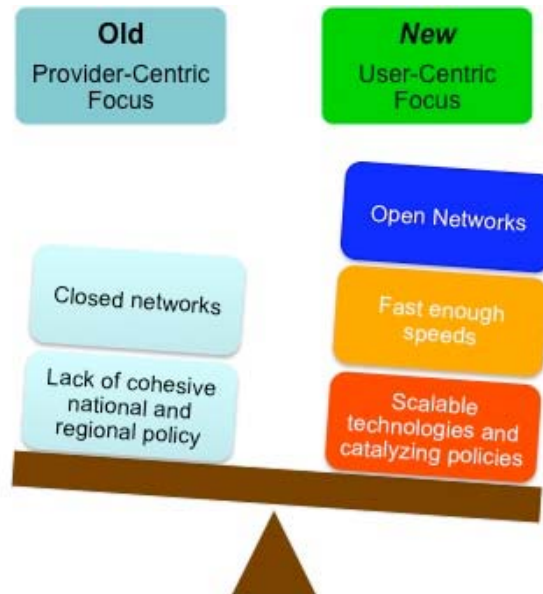 Old
Provider-Centric
Focus
New
User-Centric
Focus
Closed networks
Lack of cohesive
national and
regional policy
Open Networks
Fast enough
speeds
Scalable
technologies and
catalyzing policies